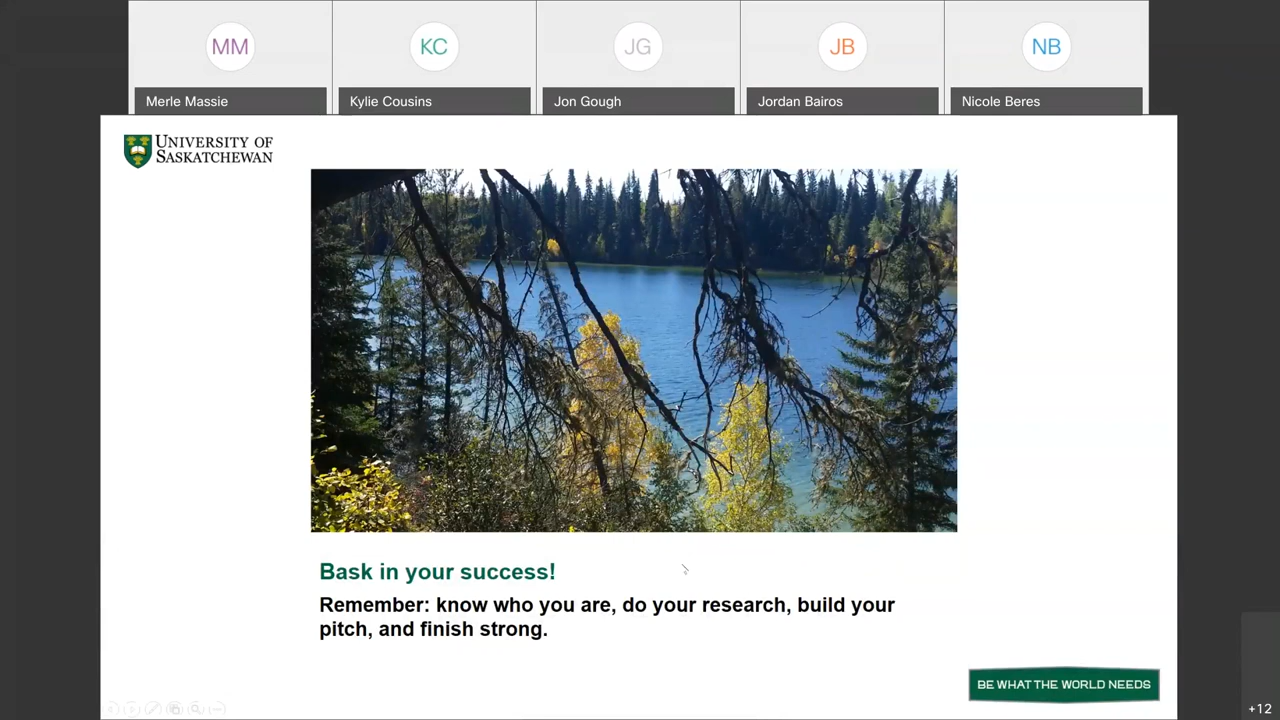 MM
KC
JG
JB
NB
Merle Massie
Kylie Cousins
Jon Gough
Jordan Bairos
Nicole Beres
UNIVERSITY OF
SASKATCHEWAN
Bask in your success!
Remember: know who you are, do your research, build your
pitch, and finish strong.
BE WHAT THE WORLD NEEDS
+12